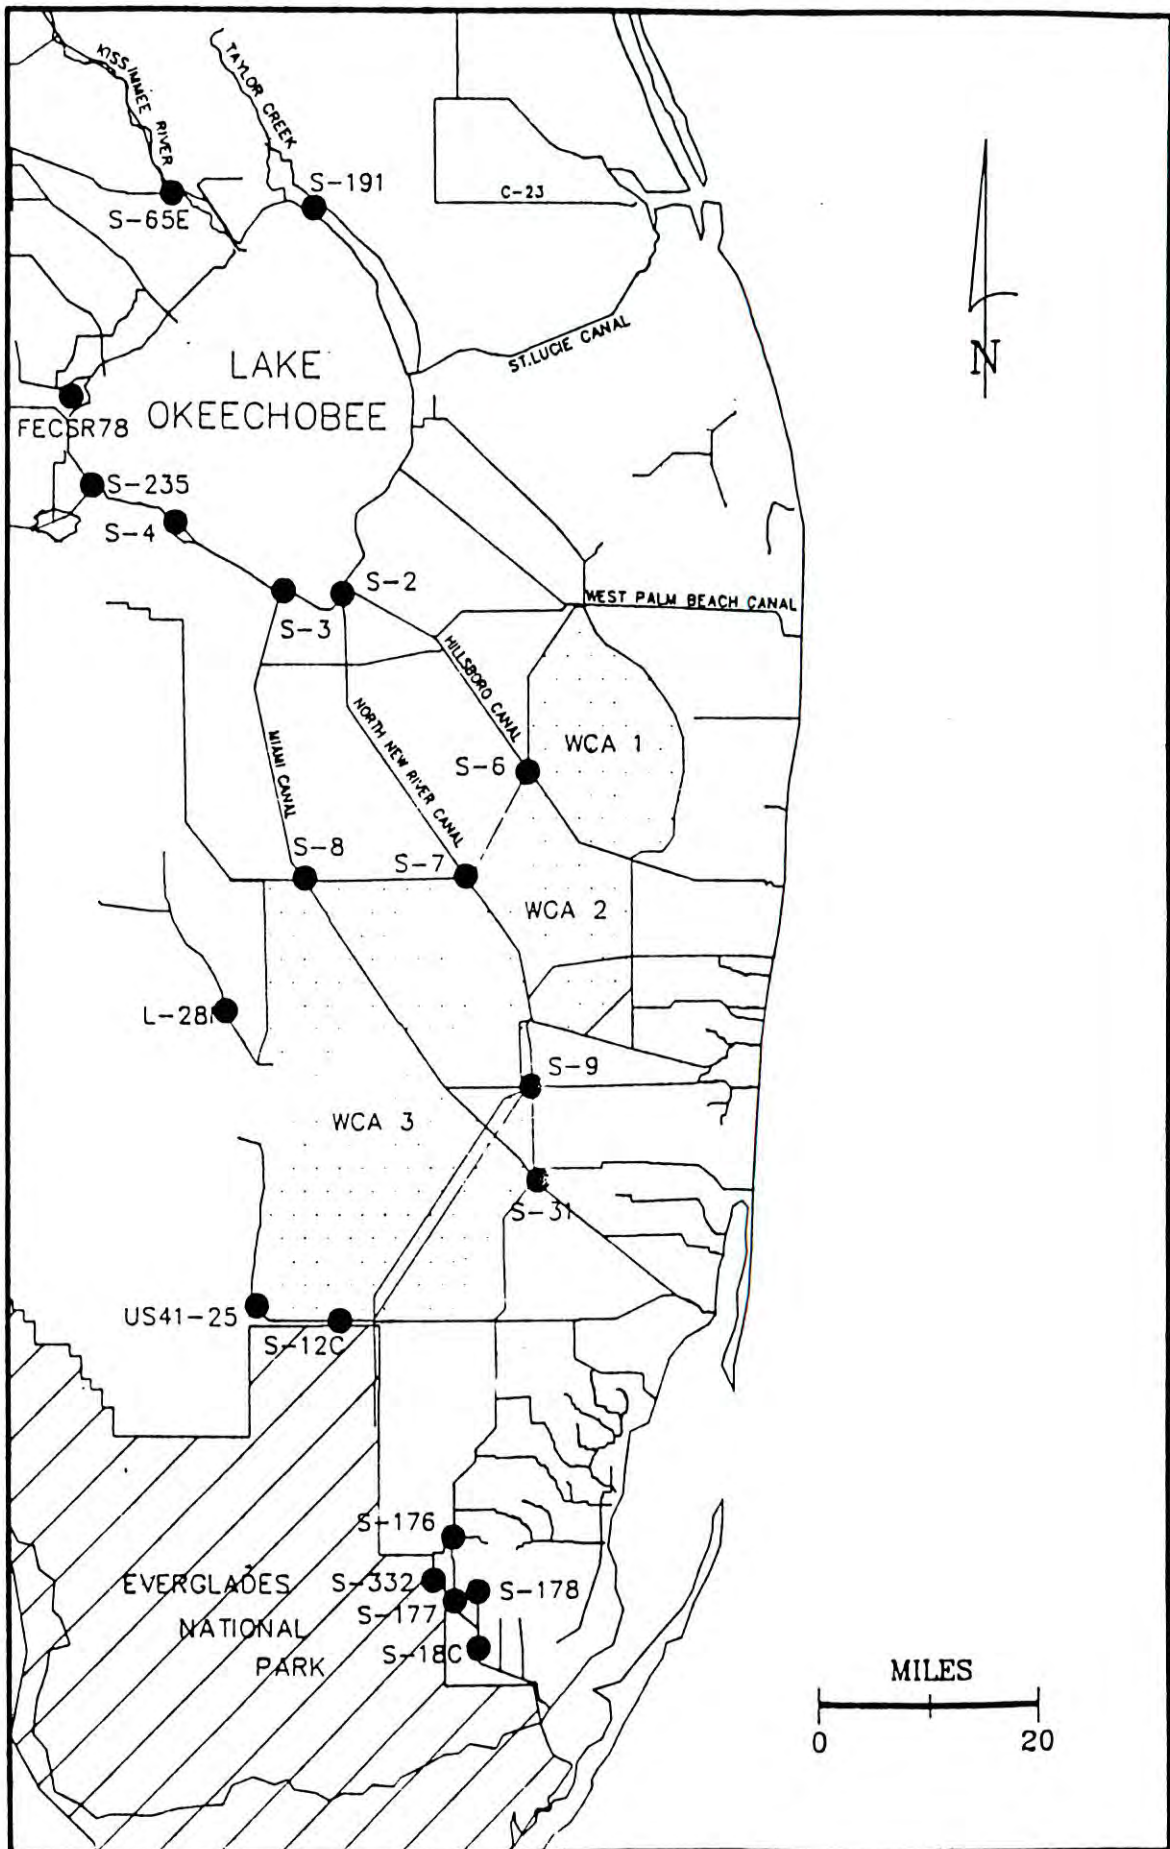 KISSIMMEE RIVER
TAYLOR CREEK
S-191
C-23
S-65E
N
ST.LUCIE CANAL
LAKE
OKEECHOBEE
FECSR78
S-235
S-4
S-2
S-3
WEST PALM BEACH CANAL
HILLSBORO CANAL
NORTH NEW RIVER CANAL
MIAMI CANAL
WCA 1
S-6
S-8
S-7
WCA 2
L-28I
S-9
WCA 3
S-31
US41-25
S-12C
S-176
EVERGLADES
NATIONAL
PARK
S-332
S-178
S-177
S-18C
MILES
0 20